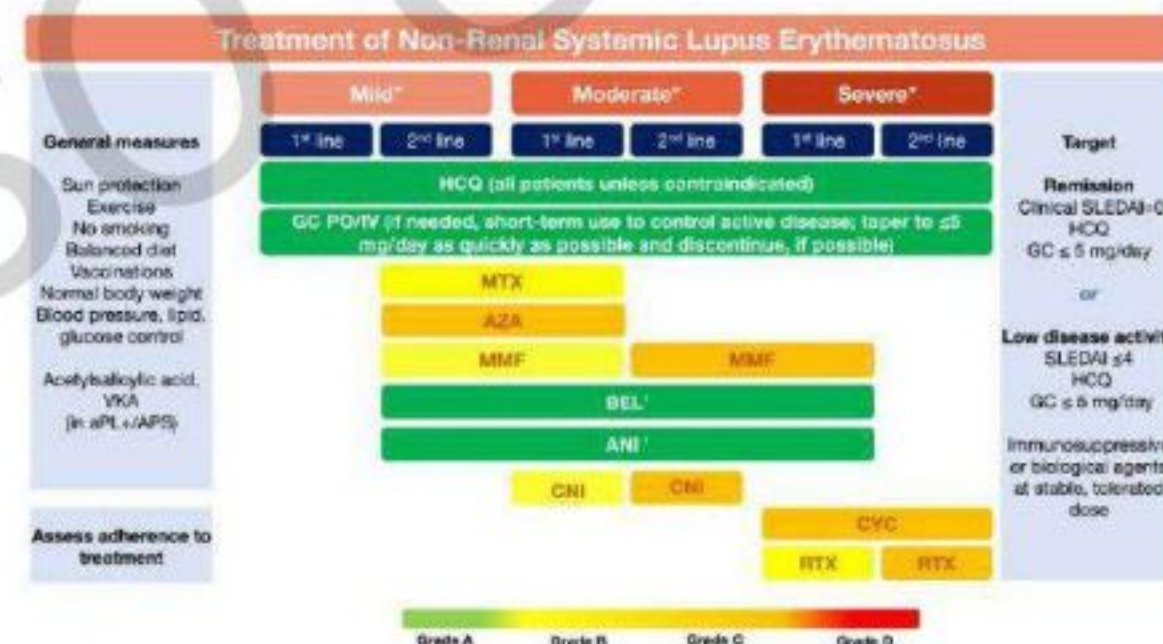 Treatment of Non-Renal Systemic Lupus Erythematosus
Mild*
Moderate*
Severe*
General measures
1st line
2nd line
1st line
2nd line
1st line
2nd line
Target
Sun protection
Exercise
No smoking
Balanced diet
Vaccinations
Normal body weight
Blood pressure, lipid,
glucose control
Acetylsalicylic acid,
VKA
(in aPL+/APS)
HCQ (all patients unless contraindicated)
GC PO/IV (if needed, short-term use to control active disease; taper to ≤5
mg/day as quickly as possible and discontinue, if possible)
MTX
AZA
MMF
MMF
BEL
ANI
CNI
CNI
CYC
RTX
RTX
Remission
Clinical SLEDAI=0
HCQ
GC ≤ 5 mg/day
or
Low disease activit
SLEDAI ≤4
HCQ
GC ≤ 5 mg/day
Immunosuppressive
or biological agents
at stable, tolerated
dose
Assess adherence to
treatment
Grade A
Grade B
Grade C
Grade D